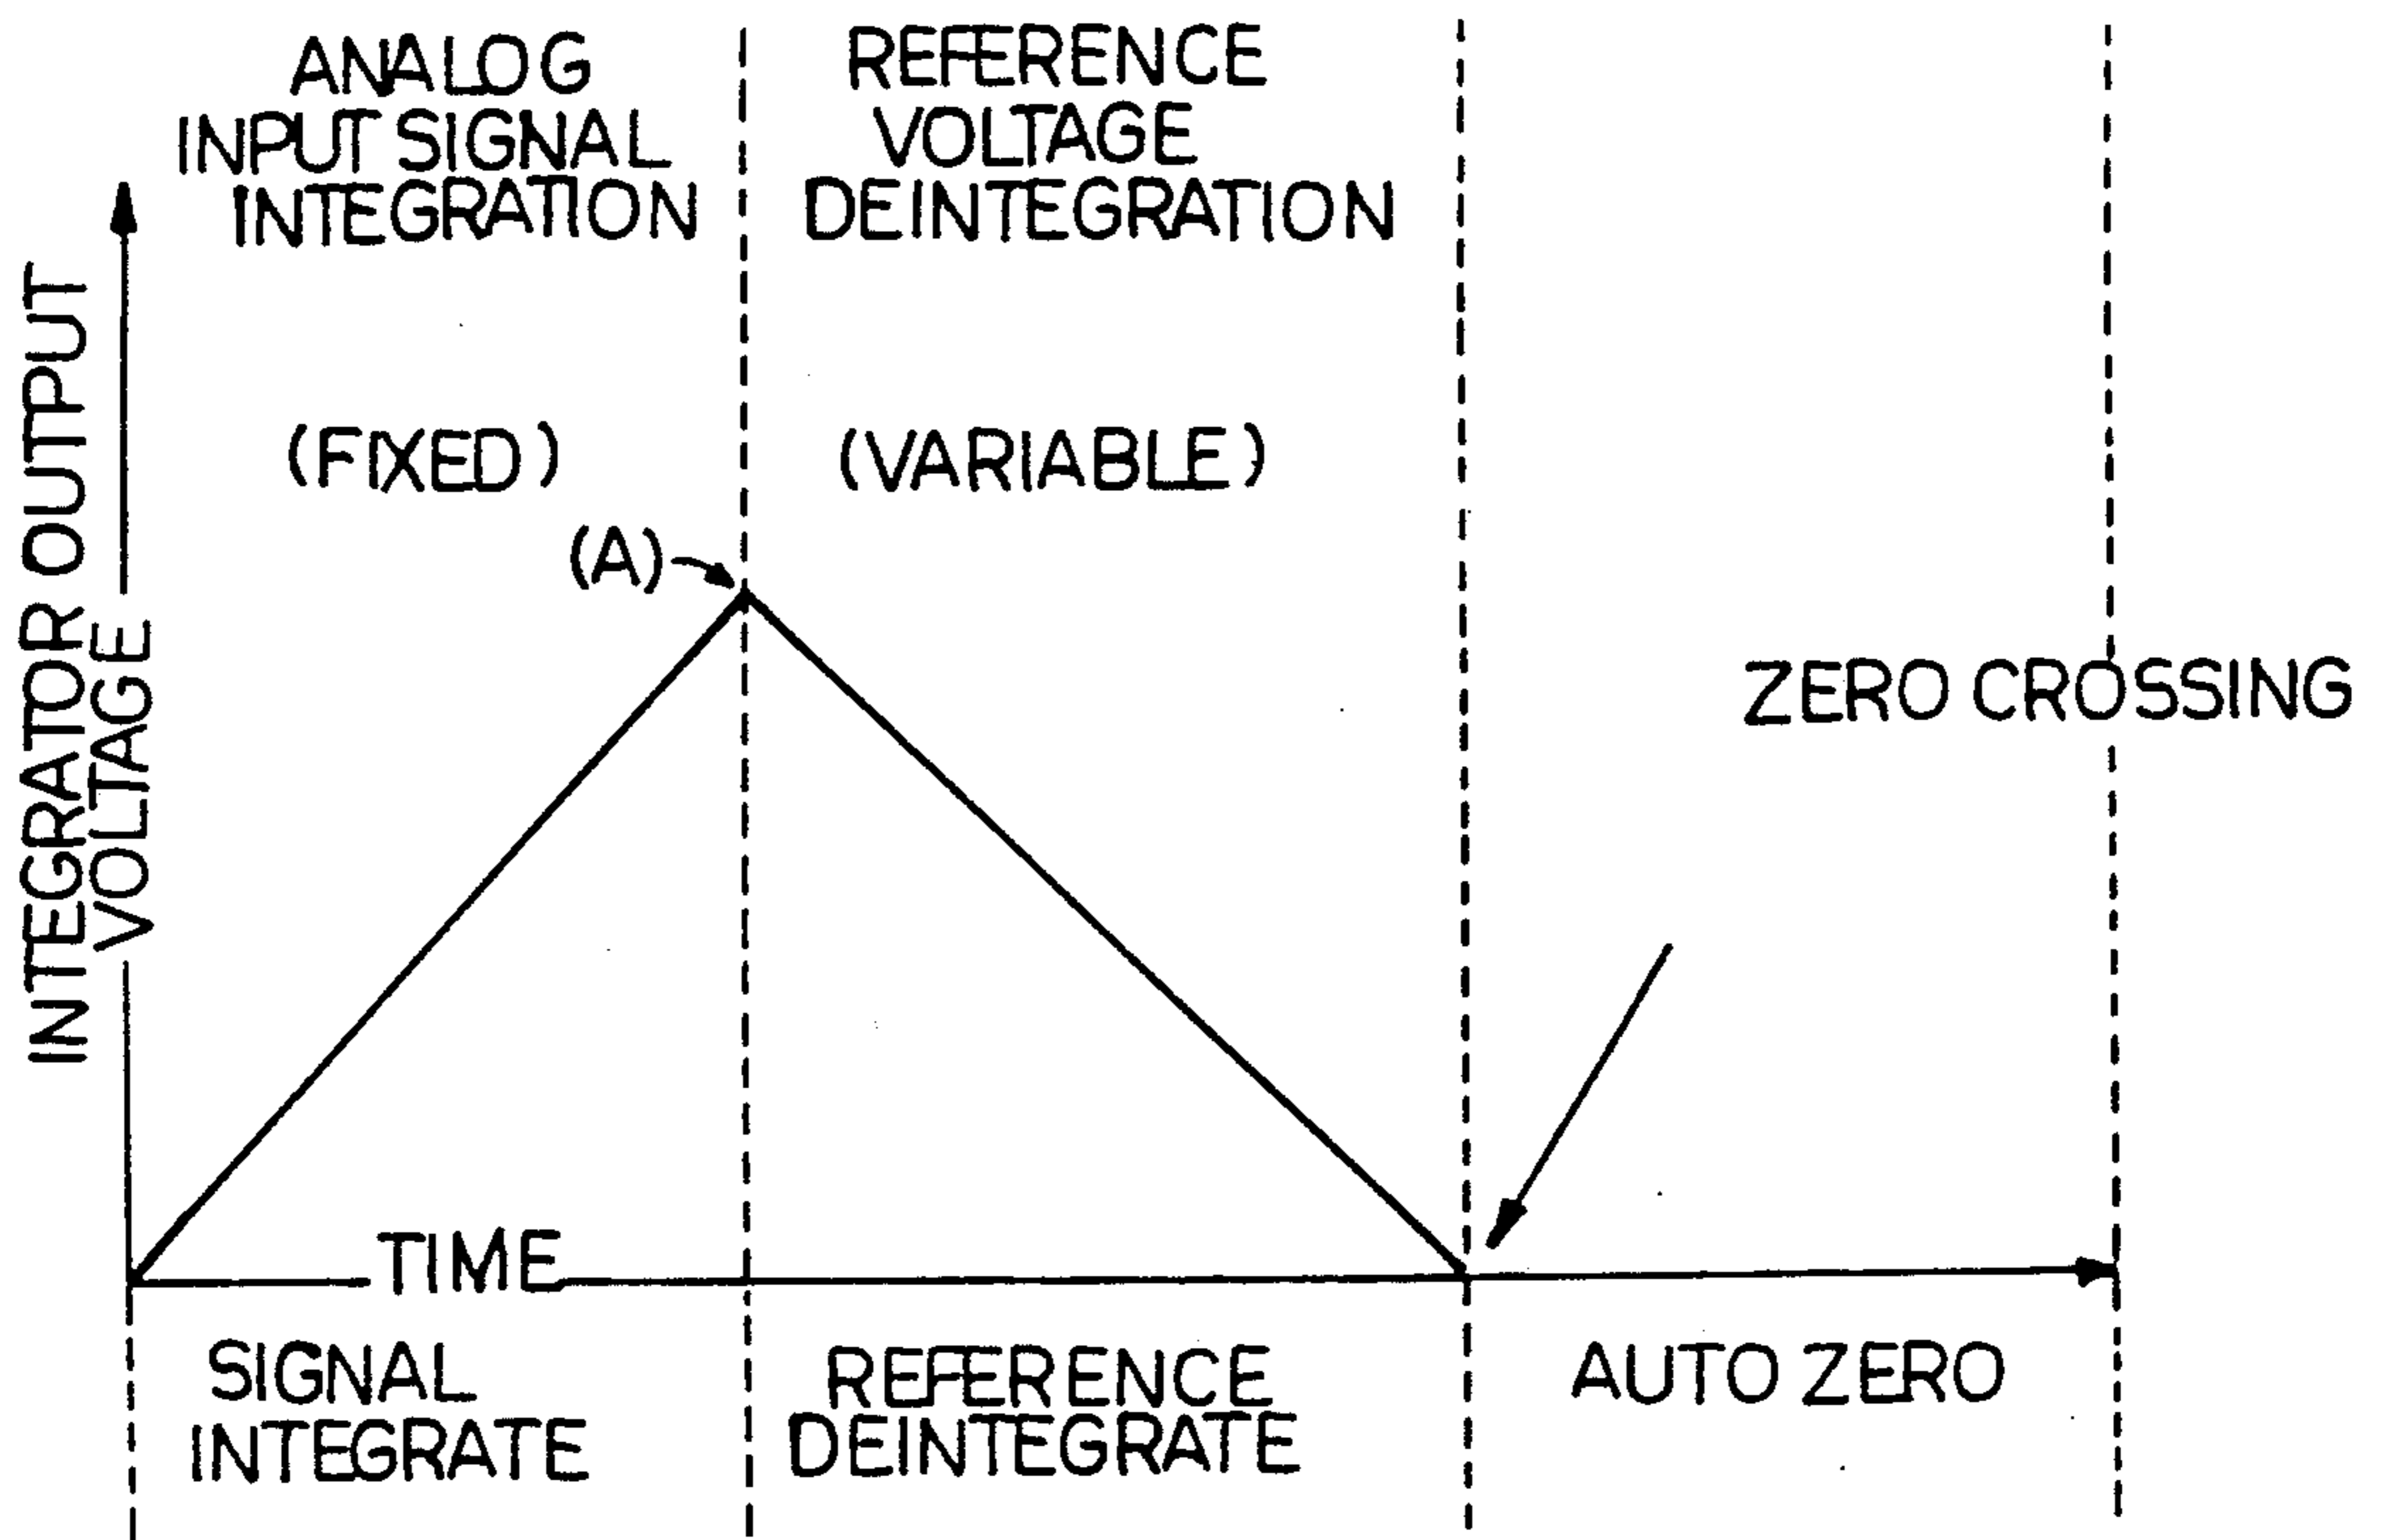 ANALOG
INPUT SIGNAL
INTEGRATION
REFERENCE
VOLTAGE
DEINTEGRATION
(FIXED)
(VARIABLE)
(A)
INTEGRATOR OUTPUT
VOLTAGE
ZERO CROSSING
TIME
SIGNAL
INTEGRATE
REFERENCE
DEINTEGRATE
AUTO ZERO